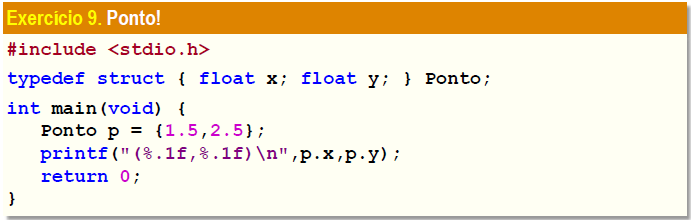 Exercício 9. Ponto!
#include <stdio.h>
typedef struct { float x; float y; } Ponto;
int main(void) {
   Ponto p = {1.5,2.5};
   printf("(%.1f,%.1f)\n",p.x,p.y);
   return 0;
}